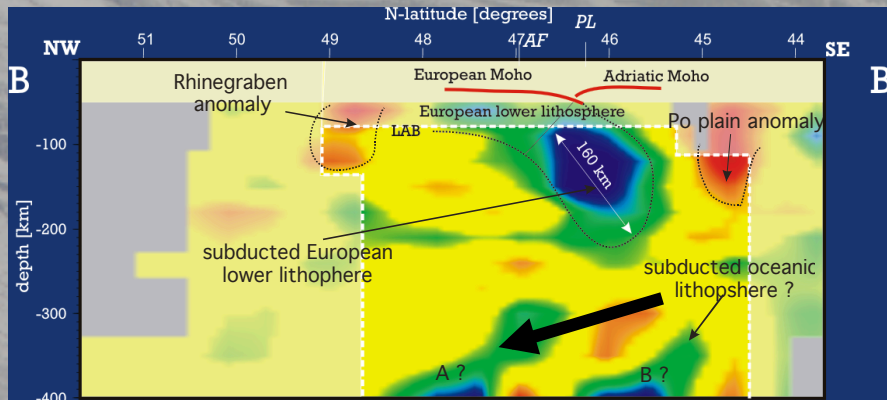 N-latitude [degrees]
PL
NW
51
50
49
48
47
AF
46
45
44
SE
B
B
European Moho
Adriatic Moho
Rhinegraben
anomaly
European lower lithosphere
Po plain anomaly
LAB
-100
160 km
depth [km]
-200
subducted European
lower lithophere
subducted oceanic
lithopshere ?
-300
A ?
B ?
-400